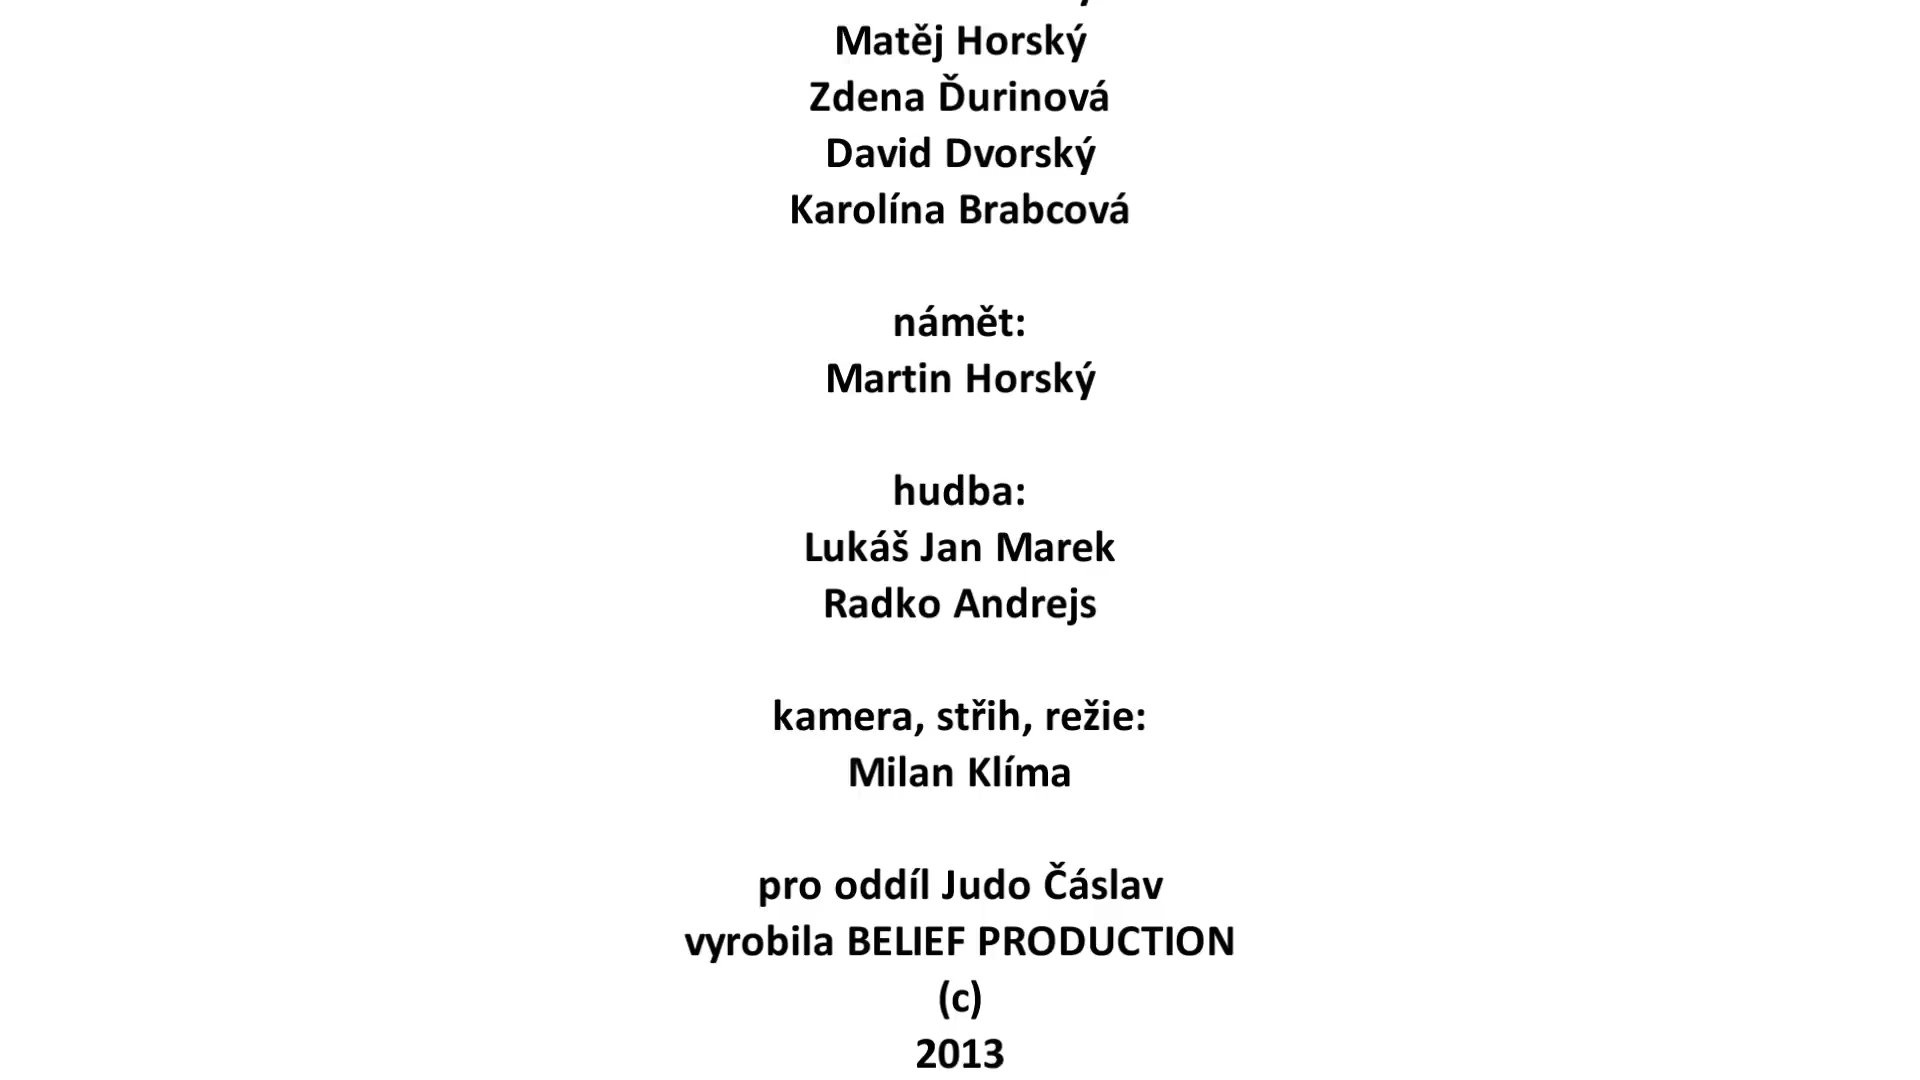 Matěj Horský
Zdena Ďurinová
David Dvorský
Karolína Brabcová
námět:
Martin Horský
hudba:
Lukáš Jan Marek
Radko Andrejs
kamera, střih, režie:
Milan Klíma
pro oddíl Judo Čáslav
vyrobila BELIEF PRODUCTION
(c)
2013